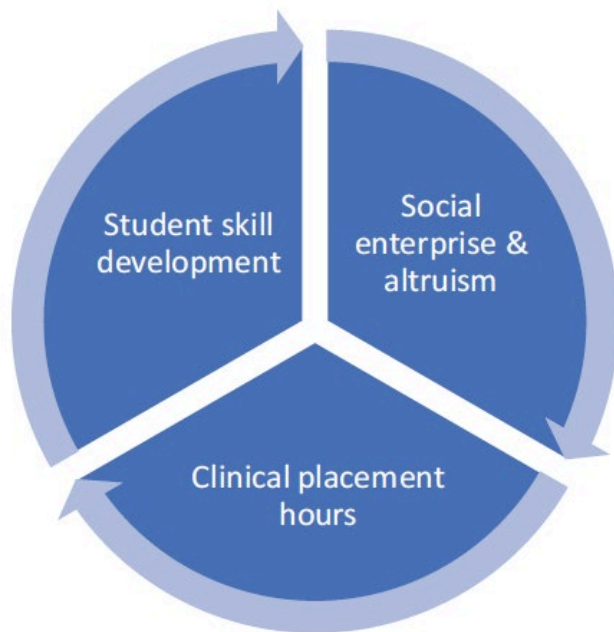 Student skill
development
Social
enterprise &
altruism
Clinical placement
hours